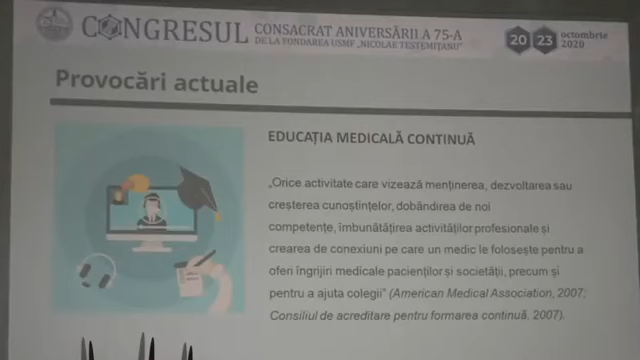 CONGRESUL
CONSACRAT ANIVERSĂRII A 75-A
DE LA FONDAREA USMF „NICOLAE TESTEMIȚANU”
20 23
octombrie
2020
Provocări actuale
EDUCAȚIA MEDICALĂ CONTINUĂ
„Orice activitate care vizează menținerea, dezvoltarea sau
creșterea cunoștințelor, dobândirea de noi
competențe, îmbunătățirea activităților profesionale și
crearea de conexiuni pe care un medic le folosește pentru a
oferi îngrijiri medicale pacienților și societății, precum și
pentru a ajuta colegii” (American Medical Association, 2007;
Consiliul de acreditare pentru formarea continuă, 2007).